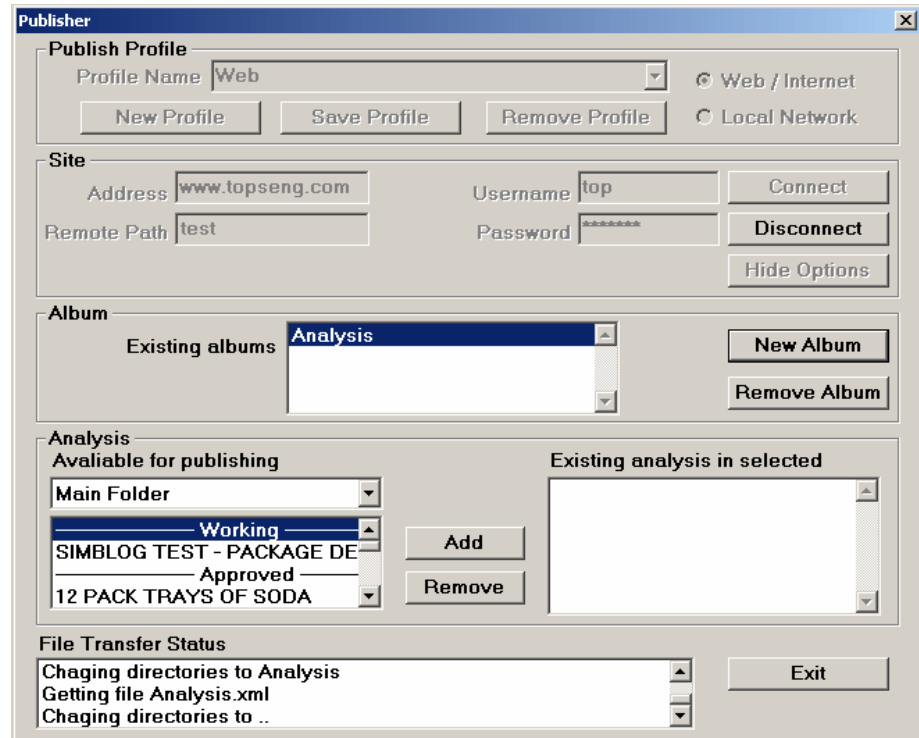 Publisher
Publish Profile
Profile Name Web
Web / Internet
New Profile Save Profile Remove Profile
Local Network
Site
Address www.topseng.com Username top Connect
Remote Path test Password ******* Disconnect
Hide Options
Album
Existing albums Analysis New Album
Remove Album
Analysis
Avaliable for publishing Existing analysis in selected
Main Folder
Working
SIMBLOG TEST - PACKAGE DE
Approved
12 PACK TRAYS OF SODA
Add
Remove
File Transfer Status
Chaging directories to Analysis
Getting file Analysis.xml
Chaging directories to ..
Exit